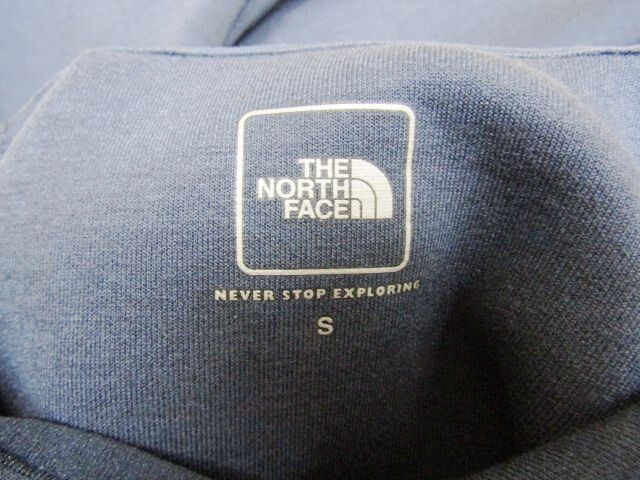 THE
NORTH
FACE
NEVER STOP EXPLORING
S